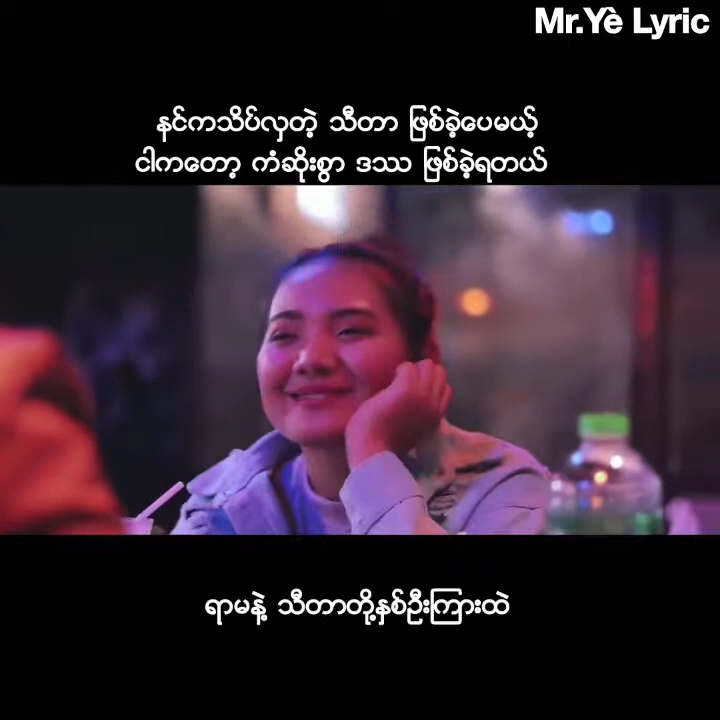 Mr.Yè Lyric
နင်ကသိပ်လှတဲ့ သီတာ ဖြစ်ခဲ့ပေမယ့်
ငါကတော့ ကံဆိုးစွာ ဒဿ ဖြစ်ခဲ့ရတယ်
ရာမနဲ့ သီတာတို့နှစ်ဦးကြားထဲ